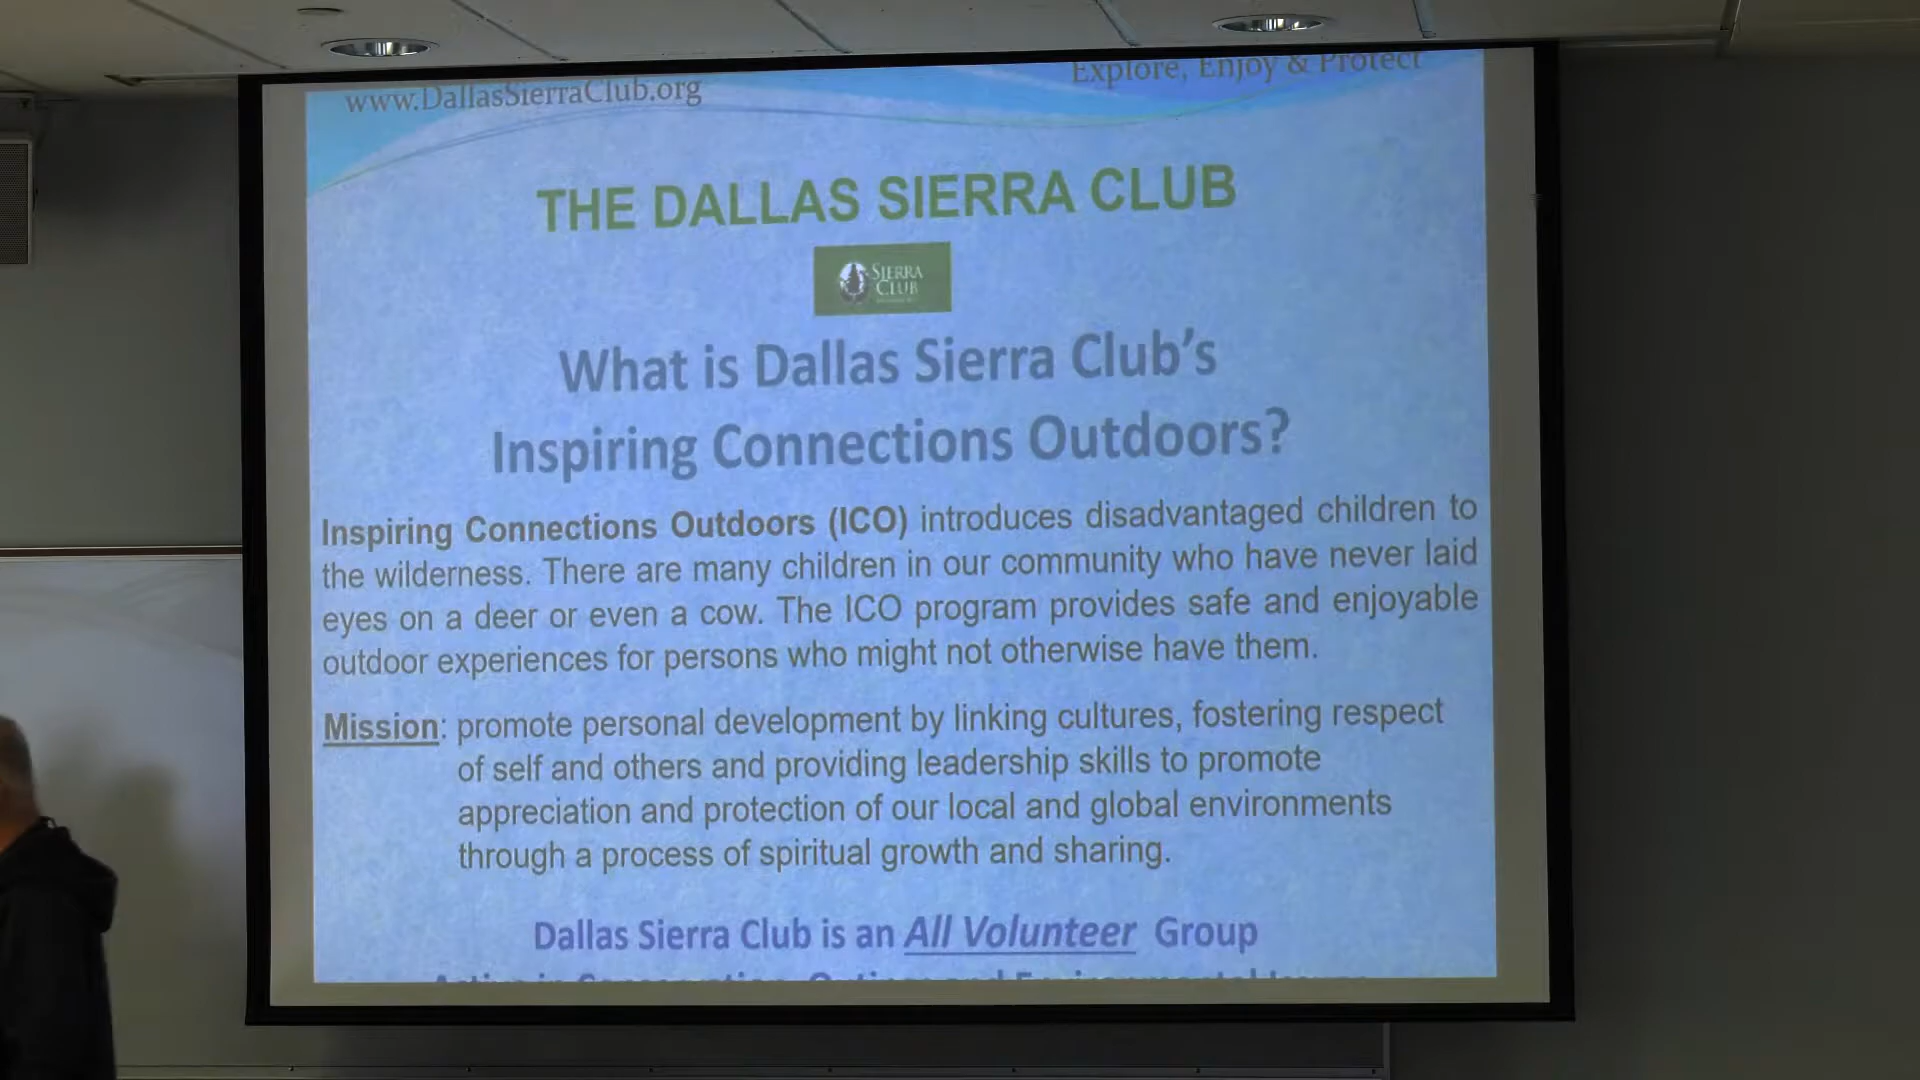 www.DallasSierraClub.org
Explore, Enjoy & Protect
THE DALLAS SIERRA CLUB
SIERRA
CLUB
What is Dallas Sierra Club's
Inspiring Connections Outdoors?
Inspiring Connections Outdoors (ICO) introduces disadvantaged children to
the wilderness. There are many children in our community who have never laid
eyes on a deer or even a cow. The ICO program provides safe and enjoyable
outdoor experiences for persons who might not otherwise have them.
Mission: promote personal development by linking cultures, fostering respect
of self and others and providing leadership skills to promote
appreciation and protection of our local and global environments
through a process of spiritual growth and sharing.
Dallas Sierra Club is an All Volunteer Group